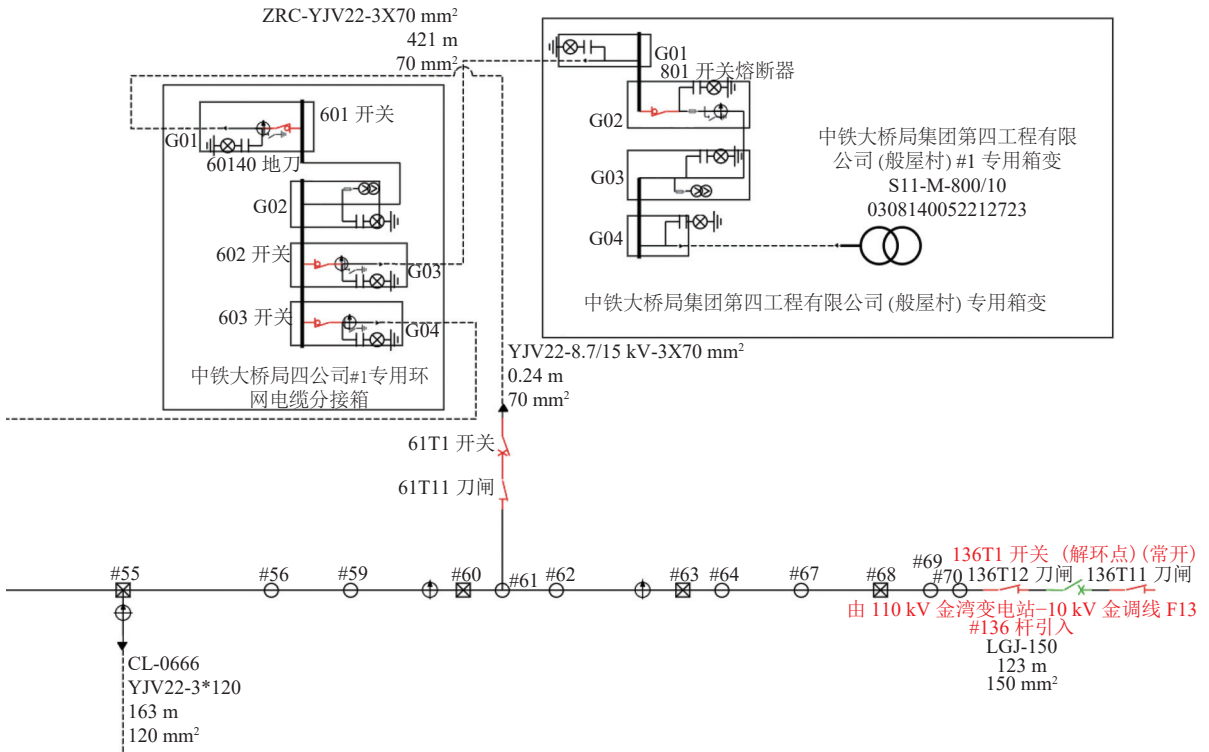 ZRC-YJV22-3X70 mm²
421 m
70 mm²
G01
801 开关熔断器
G02
G03
G04
中铁大桥局集团第四工程有限
公司 (般屋村) #1 专用箱变
S11-M-800/10
0308140052212723
中铁大桥局集团第四工程有限公司 (般屋村) 专用箱变
601 开关
G01
60140 地刀
G02
602 开关
G03
603 开关
G04
中铁大桥局四公司#1专用环
网电缆分接箱
YJV22-8.7/15 kV-3X70 mm²
0.24 m
70 mm²
61T1 开关
61T11 刀闸
#55
#56
#59
#60
#61
#62
#63
#64
#67
#68
#69
#70
136T1 开关 (解环点) (常开)
136T12 刀闸
136T11 刀闸
由 110 kV 金湾变电站−10 kV 金调线 F13
#136 杆引入
LGJ-150
123 m
150 mm²
CL-0666
YJV22-3*120
163 m
120 mm²